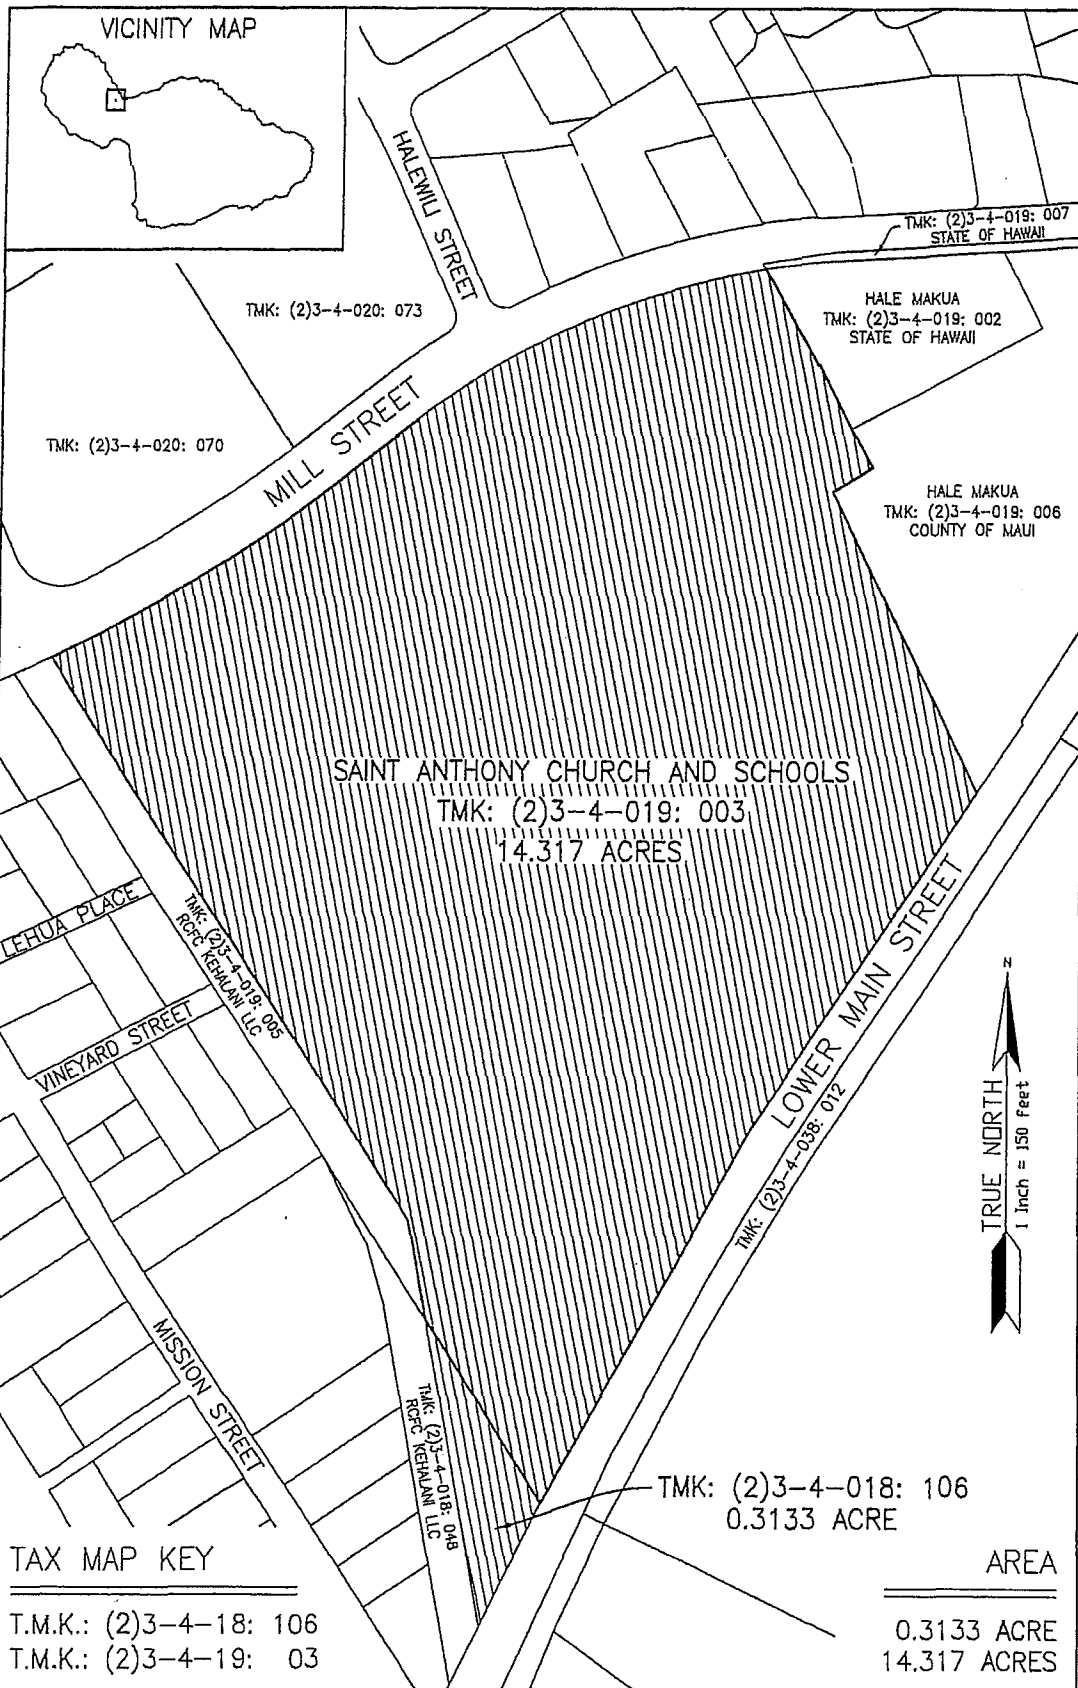 VICINITY MAP
HALEWILI STREET
TMK: (2)3-4-019: 007
STATE OF HAWAII
TMK: (2)3-4-020: 073
HALE MAKUA
TMK: (2)3-4-019: 002
STATE OF HAWAII
MILL STREET
TMK: (2)3-4-020: 070
HALE MAKUA
TMK: (2)3-4-019: 006
COUNTY OF MAUI
SAINT ANTHONY CHURCH AND SCHOOLS
TMK: (2)3-4-019: 003
14.317 ACRES
LEHUA PLACE
TMK: (2)3-4-019: 005
RCFC KEHALANI LLC
VINEYARD STREET
LOWER MAIN STREET
TMK: (2)3-4-038: 012
N
TRUE NORTH
1 Inch = 150 feet
MISSION STREET
TMK: (2)3-4-018: 048
RCFC KEHALANI LLC
TMK: (2)3-4-018: 106
0.3133 ACRE
TAX MAP KEY
T.M.K.: (2)3-4-18: 106
T.M.K.: (2)3-4-19: 03
AREA
0.3133 ACRE
14.317 ACRES